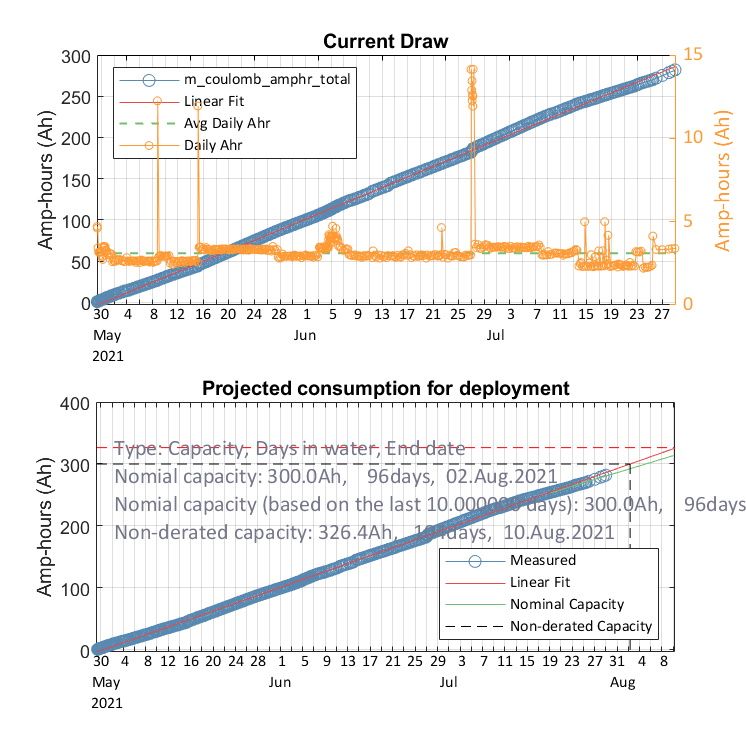 Current Draw
Amp-hours (Ah)
300
250
200
150
100
50
0
m_coulomb_amphr_total
Linear Fit
Avg Daily Ahr
Daily Ahr
15
10
5
0
Amp-hours (Ah)
30 4 8 12 16 20 24 28 1 5 9 13 17 21 25 29 3 7 11 15 19 23 27
May Jun Jul
2021
Projected consumption for deployment
Amp-hours (Ah)
400
300
200
100
0
Type: Capacity, Days in water, End date
Nomial capacity: 300.0Ah, 96days, 02.Aug.2021
Nomial capacity (based on the last 10.000000 days): 300.0Ah, 96days
Non-derated capacity: 326.4Ah, 104days, 10.Aug.2021
Measured
Linear Fit
Nominal Capacity
Non-derated Capacity
30 4 8 12 16 20 24 28 1 5 9 13 17 21 25 29 3 7 11 15 19 23 27 31 4 8
May Jun Jul Aug
2021